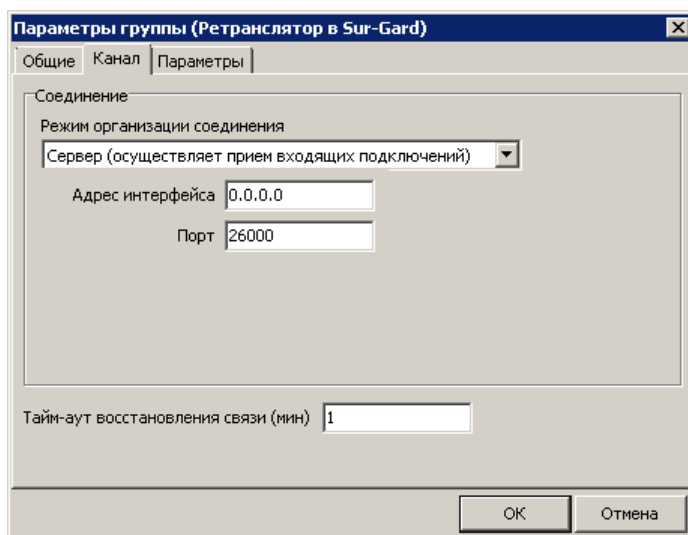 Параметры группы (Ретранслятор в Sur-Gard)
Общие Канал Параметры
Соединение
Режим организации соединения
Сервер (осуществляет прием входящих подключений)
Адрес интерфейса 0.0.0.0
Порт 26000
Тайм-аут восстановления связи (мин) 1
ОК Отмена